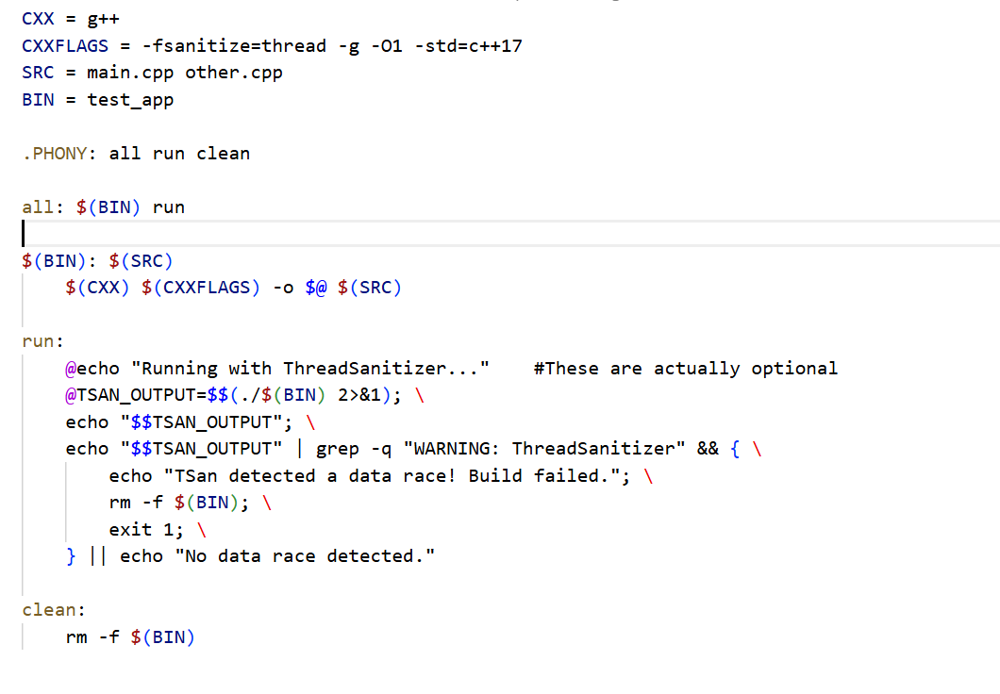 CXX = g++
CXXFLAGS = -fsanitize=thread -g -O1 -std=c++17
SRC = main.cpp other.cpp
BIN = test_app
.PHONY: all run clean
all: $(BIN) run
$(BIN): $(SRC)
    $(CXX) $(CXXFLAGS) -o $@ $(SRC)
run:
    @echo "Running with ThreadSanitizer..."    #These are actually optional
    @TSAN_OUTPUT=$$(./$(BIN) 2>&1); \
    echo "$$TSAN_OUTPUT"; \
    echo "$$TSAN_OUTPUT" | grep -q "WARNING: ThreadSanitizer" && { \
        echo "TSan detected a data race! Build failed."; \
        rm -f $(BIN); \
        exit 1; \
    } || echo "No data race detected."
clean:
    rm -f $(BIN)